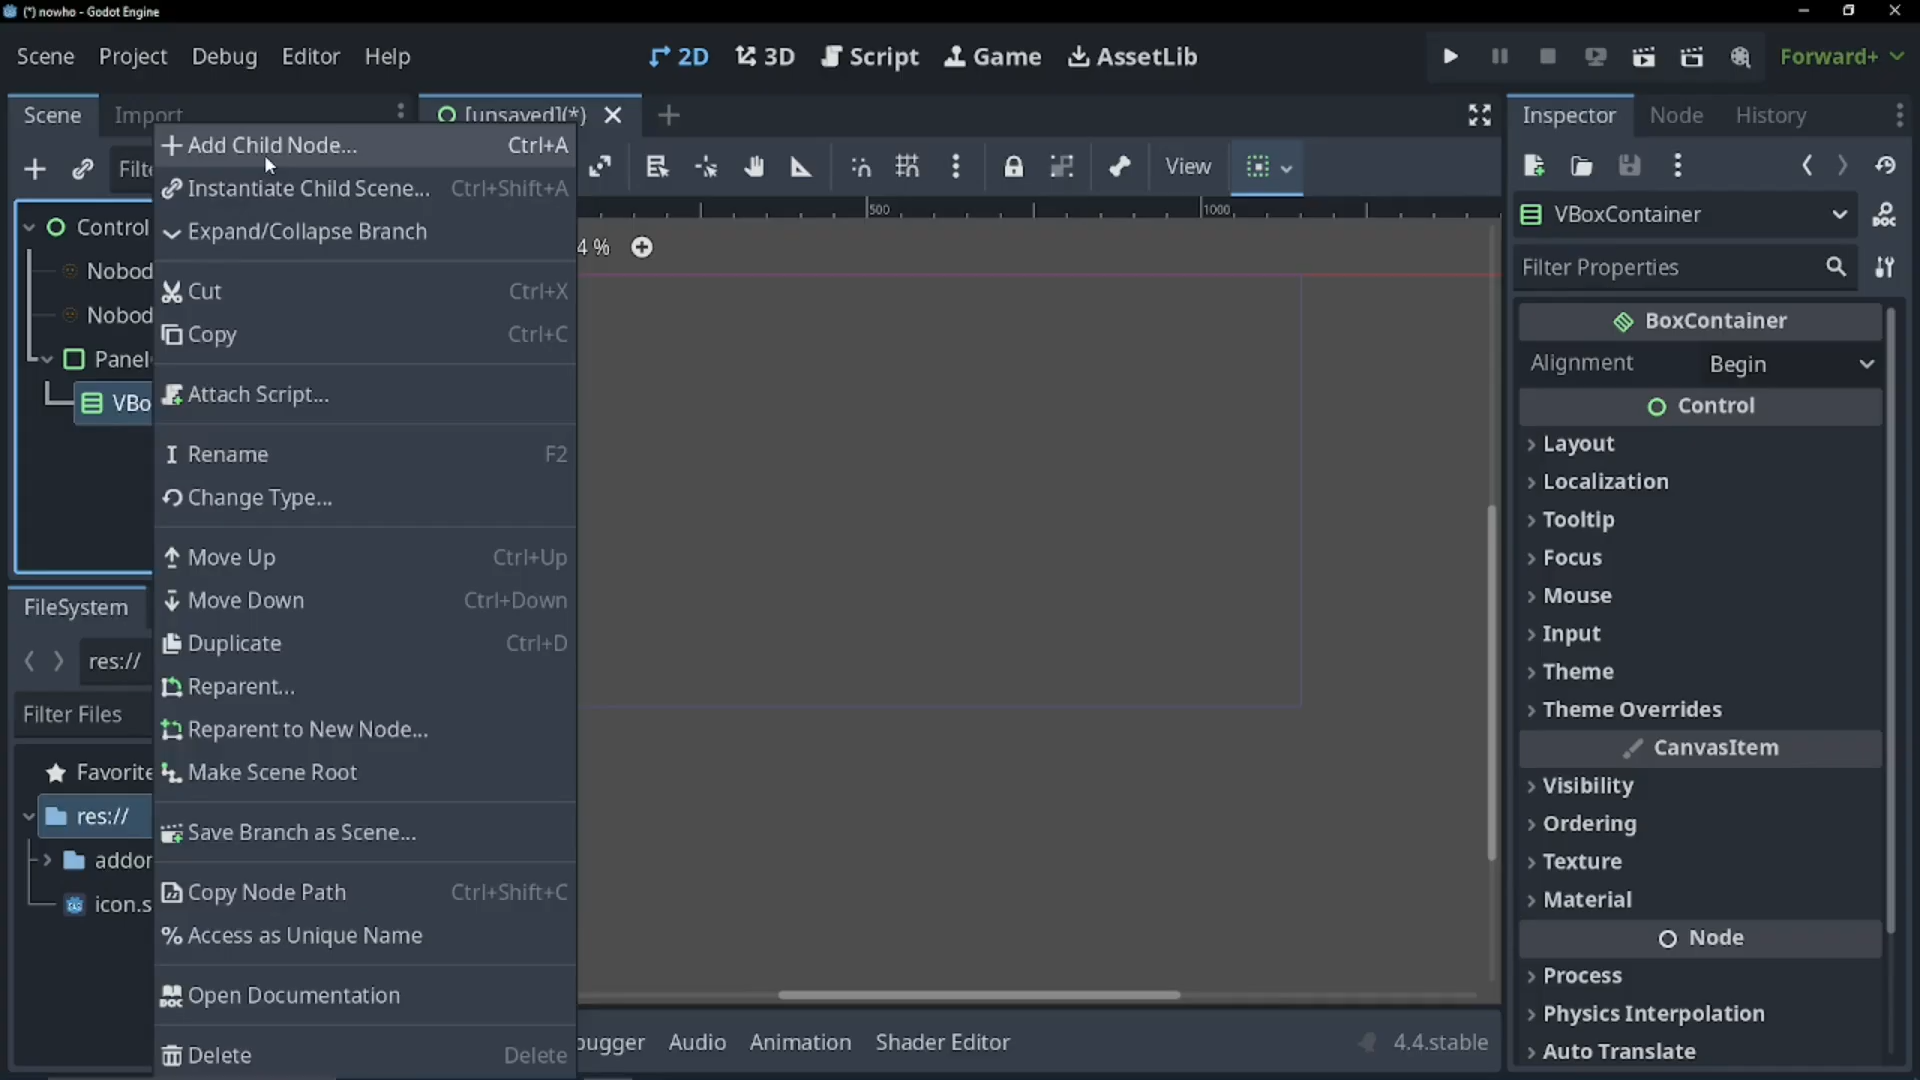 (*) nowho - Godot Engine
Scene Project Debug Editor Help
2D 3D Script Game AssetLib
Forward+
Scene Import
[unsaved](*)
Inspector Node History
Filte
View
Add Child Node... Ctrl+A
Instantiate Child Scene... Ctrl+Shift+A
Expand/Collapse Branch
Cut Ctrl+X
Copy Ctrl+C
Attach Script...
Rename F2
Change Type...
Move Up Ctrl+Up
Move Down Ctrl+Down
Duplicate Ctrl+D
Reparent...
Reparent to New Node...
Make Scene Root
Save Branch as Scene...
Copy Node Path Ctrl+Shift+C
% Access as Unique Name
Open Documentation
Delete Delete
Control
Nobod
Nobod
Panel
VBo
FileSystem
res://
Filter Files
Favorite
res://
addor
icon.s
500
1000
4 %
ougger Audio Animation Shader Editor
4.4.stable
VBoxContainer
DOC
Filter Properties
BoxContainer
Alignment Begin
Control
Layout
Localization
Tooltip
Focus
Mouse
Input
Theme
Theme Overrides
CanvasItem
Visibility
Ordering
Texture
Material
Node
Process
Physics Interpolation
Auto Translate